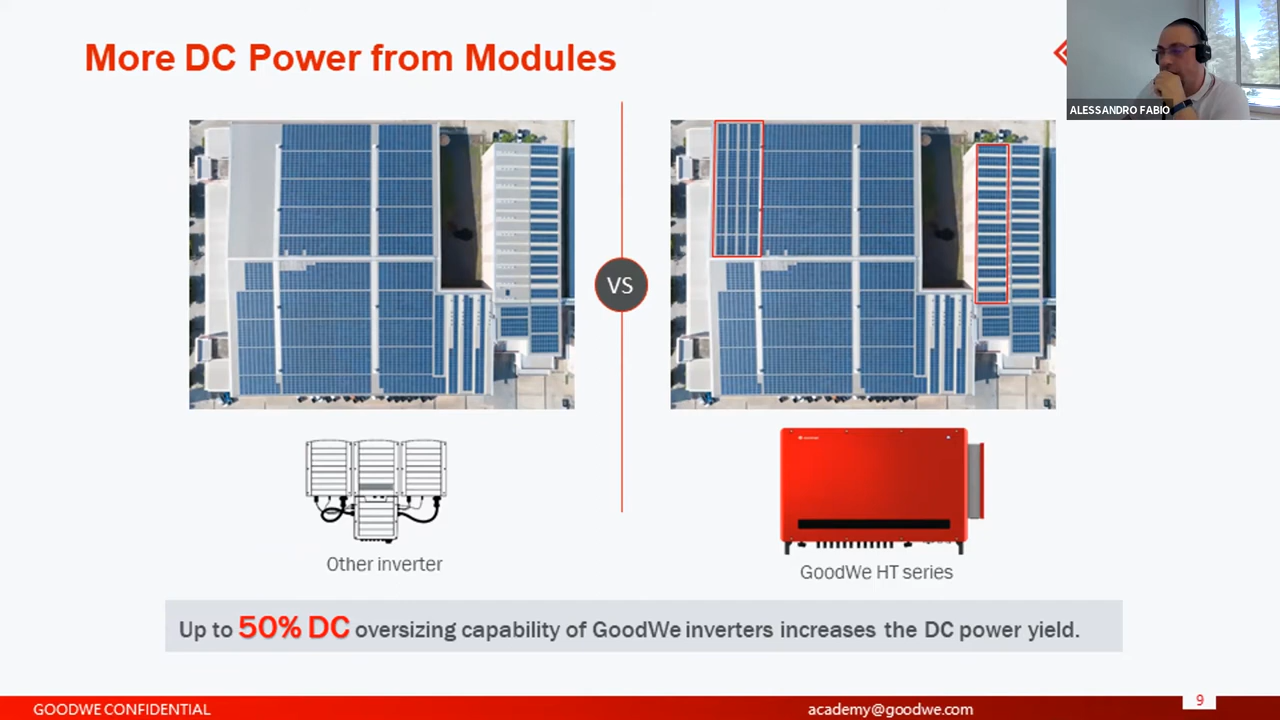 More DC Power from Modules
ALESSANDRO FABIO
VS
Other inverter
GoodWe HT series
Up to 50% DC oversizing capability of GoodWe inverters increases the DC power yield.
GOODWE CONFIDENTIAL
academy@goodwe.com
9